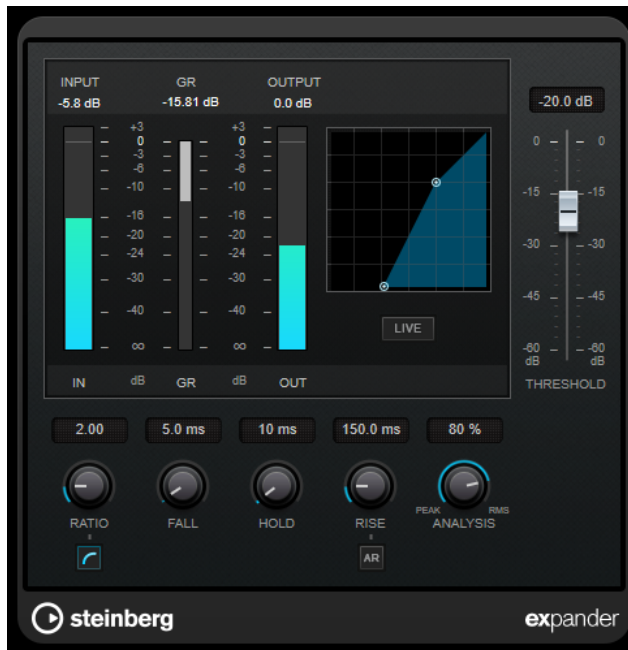 INPUT GR OUTPUT
-5.8 dB -15.81 dB 0.0 dB -20.0 dB
+3 +3
0 0 0 0
-3 -3
-6 -6
-10 -10 -15 -15
-16 -16
-20 -20
-24 -24 -30 -30
-30 -30
-45 -45
-40 -40
LIVE
∞ ∞ -60 -60
dB dB
IN dB GR dB OUT THRESHOLD
2.00 5.0 ms 10 ms 150.0 ms 80 %
PEAK RMS
RATIO FALL HOLD RISE ANALYSIS
AR
steinberg expander